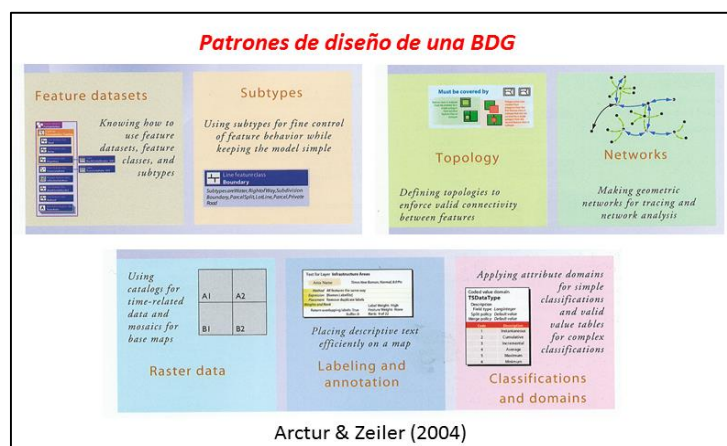 Patrones de diseño de una BDG
Feature datasets
Knowing how to
use feature
datasets, feature
classes, and
subtypes
Subtypes
Using subtypes for fine control
of feature behavior while
keeping the model simple
Line feature class
Boundary
Must be covered by
Topology
Defining topologies to
enforce valid connectivity
between features
Networks
Making geometric
networks for tracing and
network analysis
Using
catalogs for
time-related
data and
mosaics for
base maps
A1 A2
B1 B2
Raster data
Placing descriptive text
efficiently on a map
Labeling and
annotation
Applying attribute domains
for simple
classifications
and valid
value tables
for complex
classifications
Coded value domain
TSDataType
Classifications
and domains
Arctur & Zeiler (2004)